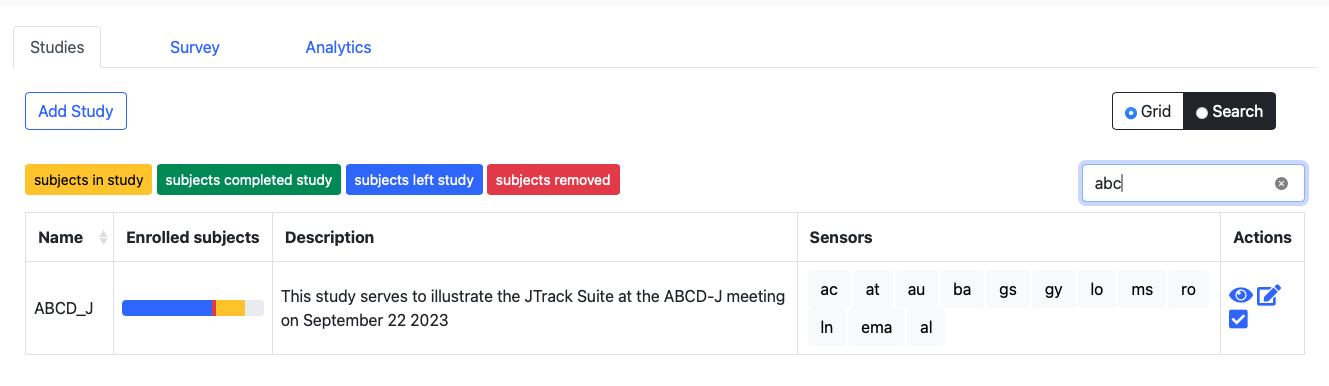 Studies Survey Analytics
Add Study Grid Search
subjects in study subjects completed study subjects left study subjects removed abc
Name Enrolled subjects Description Sensors Actions
ABCD_J This study serves to illustrate the JTrack Suite at the ABCD-J meeting ac at au ba gs gy lo ms ro
on September 22 2023 ln ema al